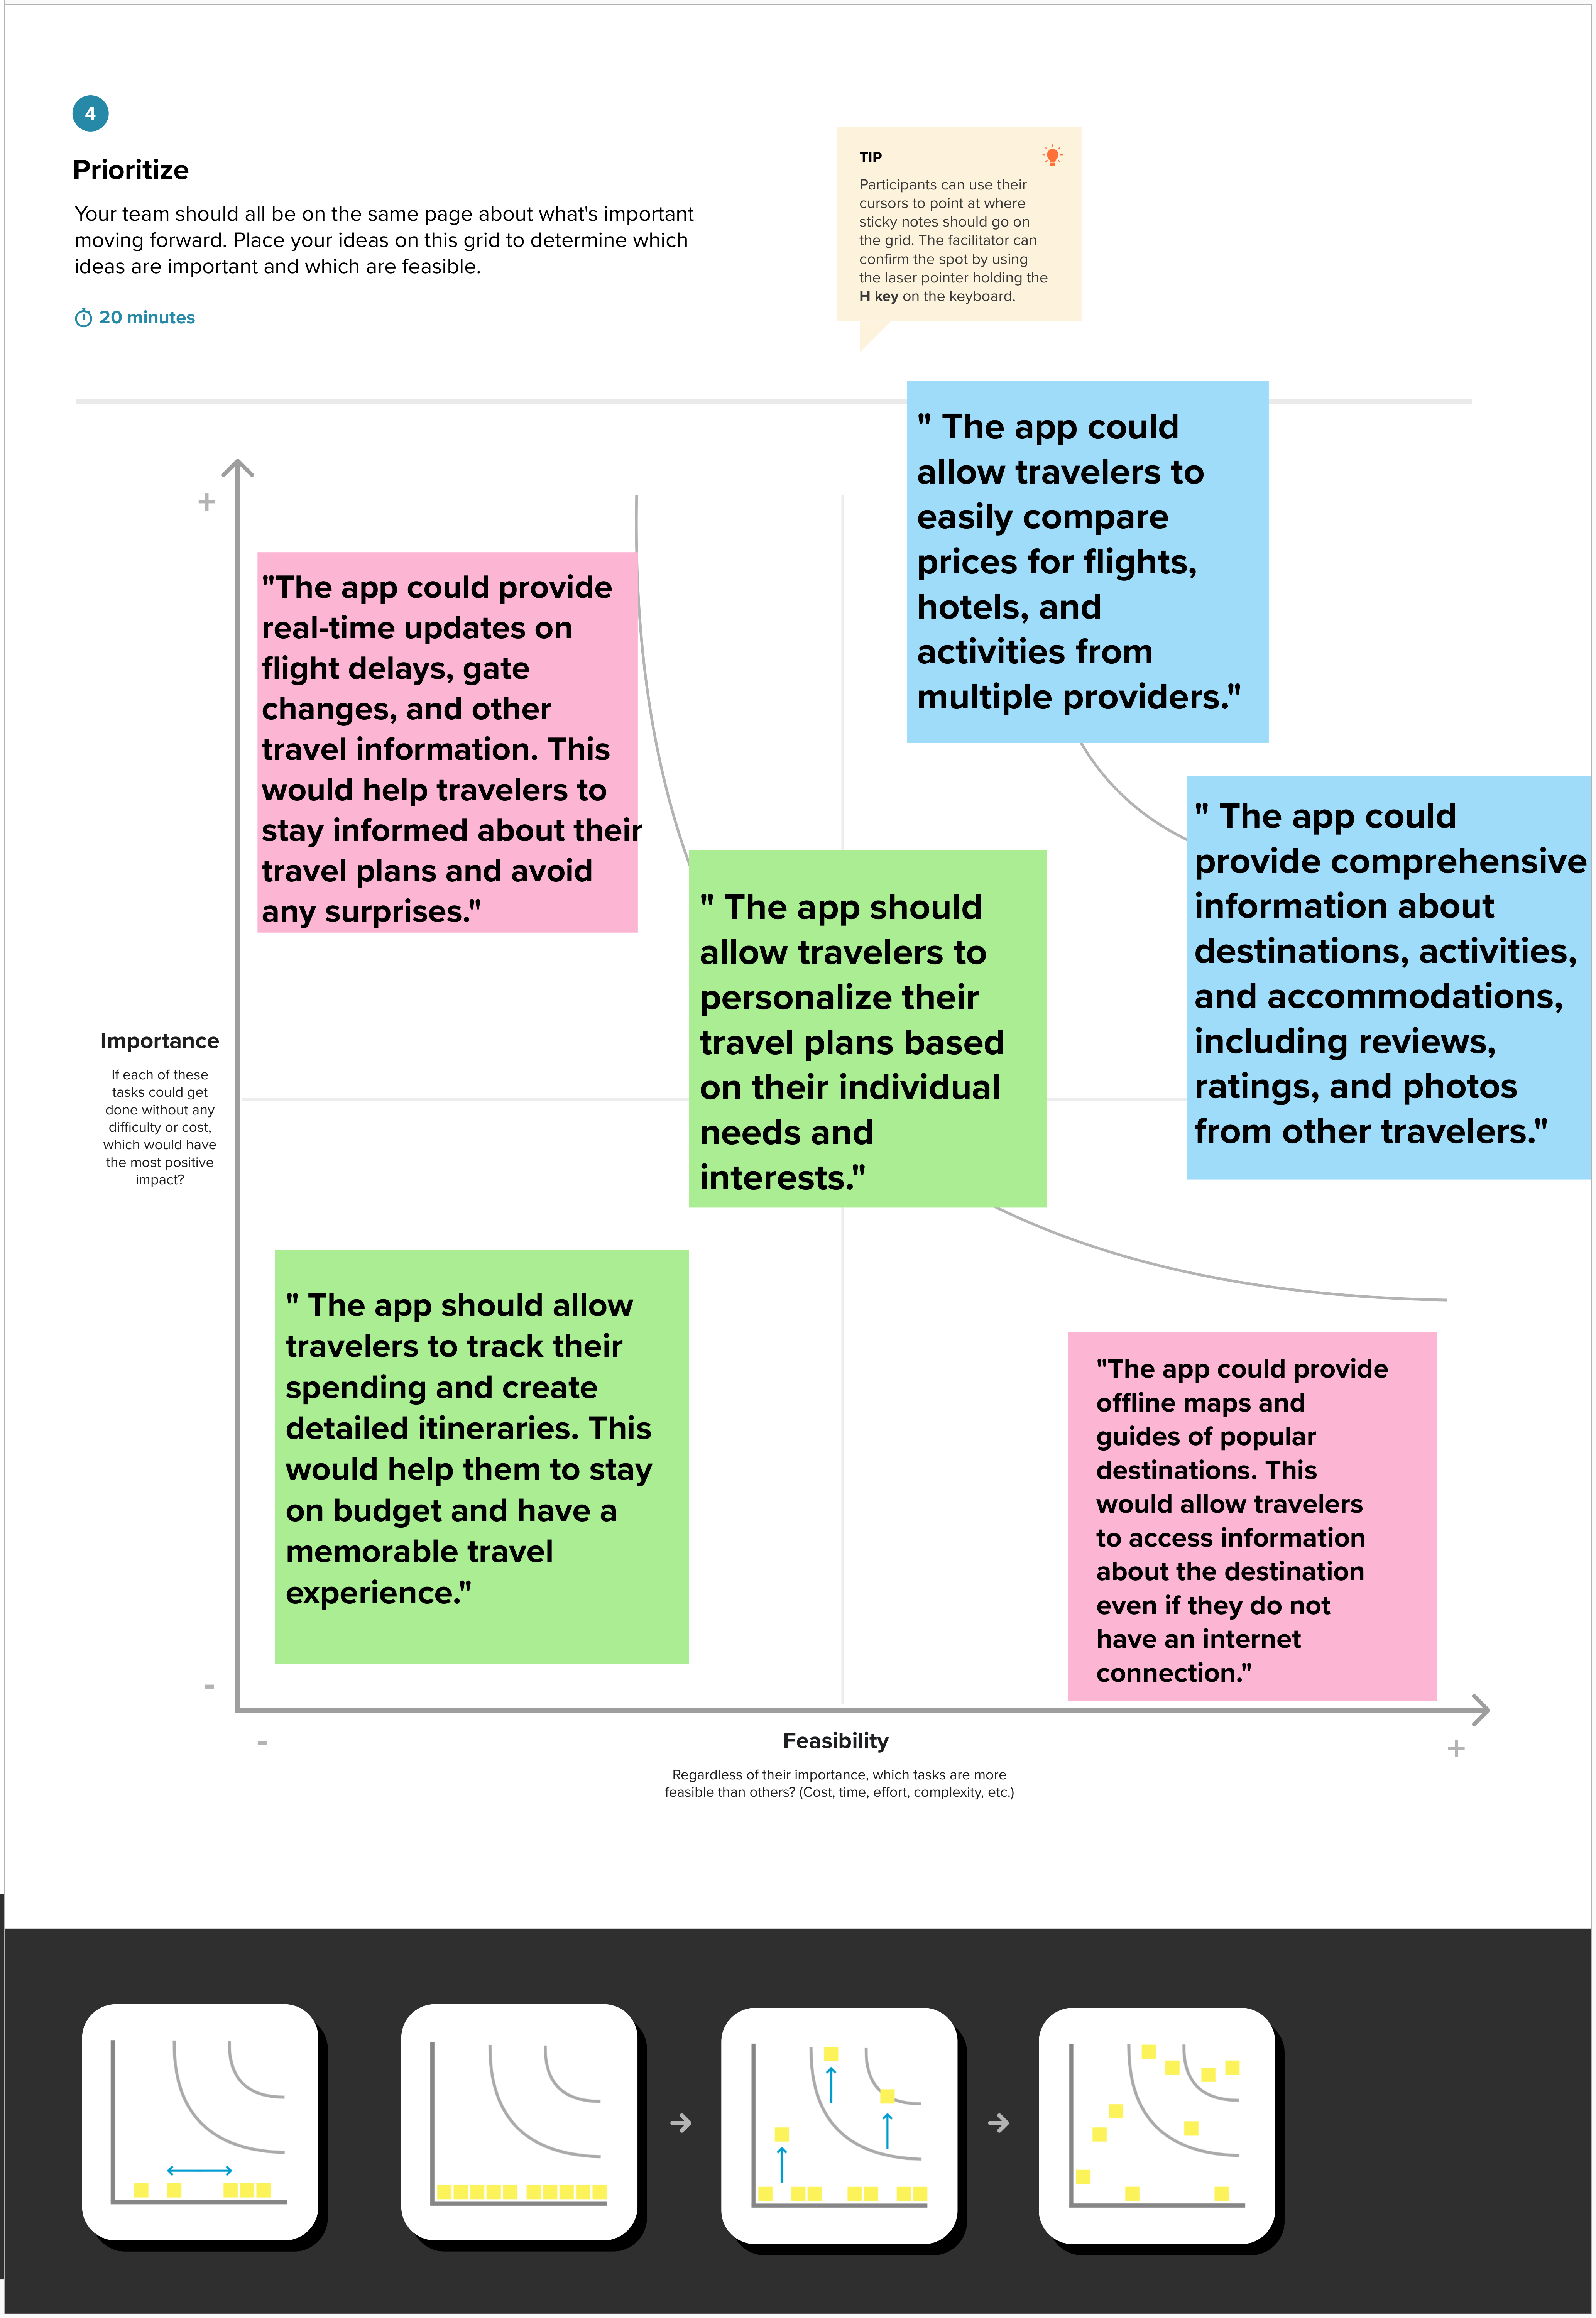 4
Prioritize
Your team should all be on the same page about what's important
moving forward. Place your ideas on this grid to determine which
ideas are important and which are feasible.
20 minutes
TIP
Participants can use their
cursors to point at where
sticky notes should go on
the grid. The facilitator can
confirm the spot by using
the laser pointer holding the
H key on the keyboard.
" The app could
allow travelers to
easily compare
prices for flights,
hotels, and
activities from
multiple providers."
+
"The app could provide
real-time updates on
flight delays, gate
changes, and other
travel information. This
would help travelers to
stay informed about their
travel plans and avoid
any surprises."
" The app could
provide comprehensive
information about
destinations, activities,
and accommodations,
including reviews,
ratings, and photos
from other travelers."
" The app should
allow travelers to
personalize their
travel plans based
on their individual
needs and
interests."
Importance
If each of these
tasks could get
done without any
difficulty or cost,
which would have
the most positive
impact?
" The app should allow
travelers to track their
spending and create
detailed itineraries. This
would help them to stay
on budget and have a
memorable travel
experience."
"The app could provide
offline maps and
guides of popular
destinations. This
would allow travelers
to access information
about the destination
even if they do not
have an internet
connection."
-
-
Feasibility
+
Regardless of their importance, which tasks are more
feasible than others? (Cost, time, effort, complexity, etc.)